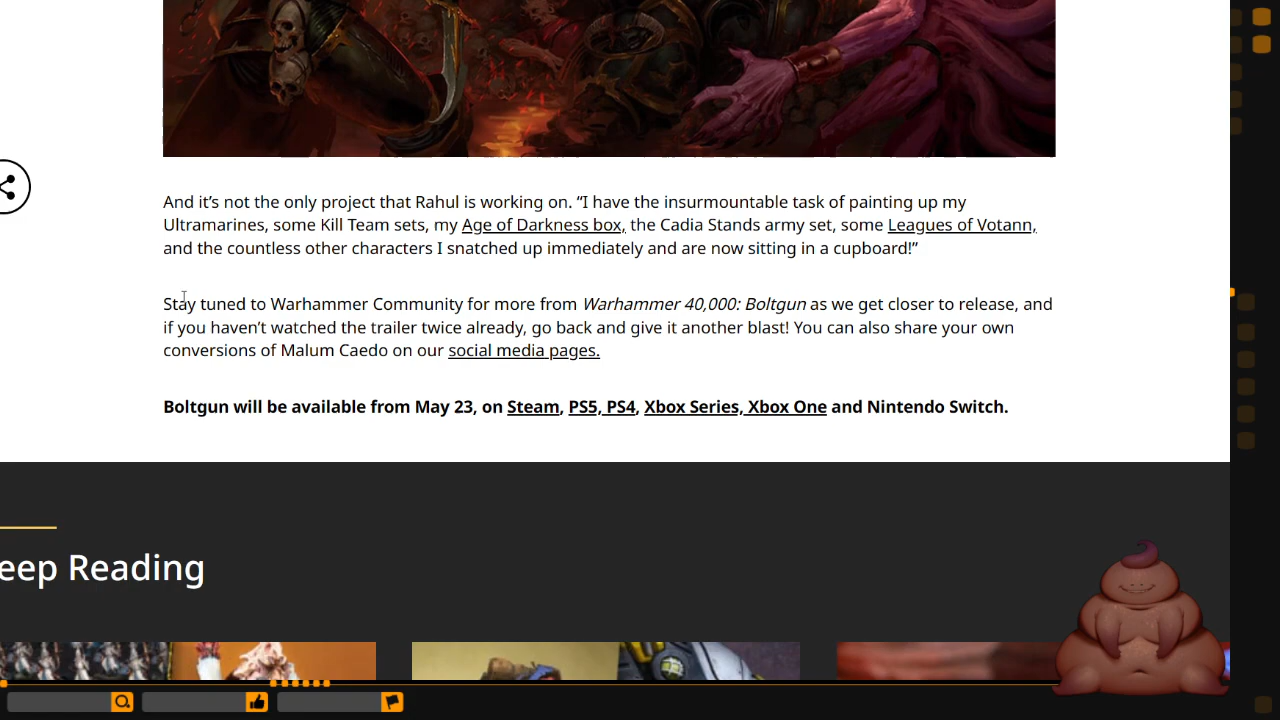 And it’s not the only project that Rahul is working on. “I have the insurmountable task of painting up my
Ultramarines, some Kill Team sets, my Age of Darkness box, the Cadia Stands army set, some Leagues of Votann,
and the countless other characters I snatched up immediately and are now sitting in a cupboard!”
Stay tuned to Warhammer Community for more from Warhammer 40,000: Boltgun as we get closer to release, and
if you haven’t watched the trailer twice already, go back and give it another blast! You can also share your own
conversions of Malum Caedo on our social media pages.
Boltgun will be available from May 23, on Steam, PS5, PS4, Xbox Series, Xbox One and Nintendo Switch.
eep Reading